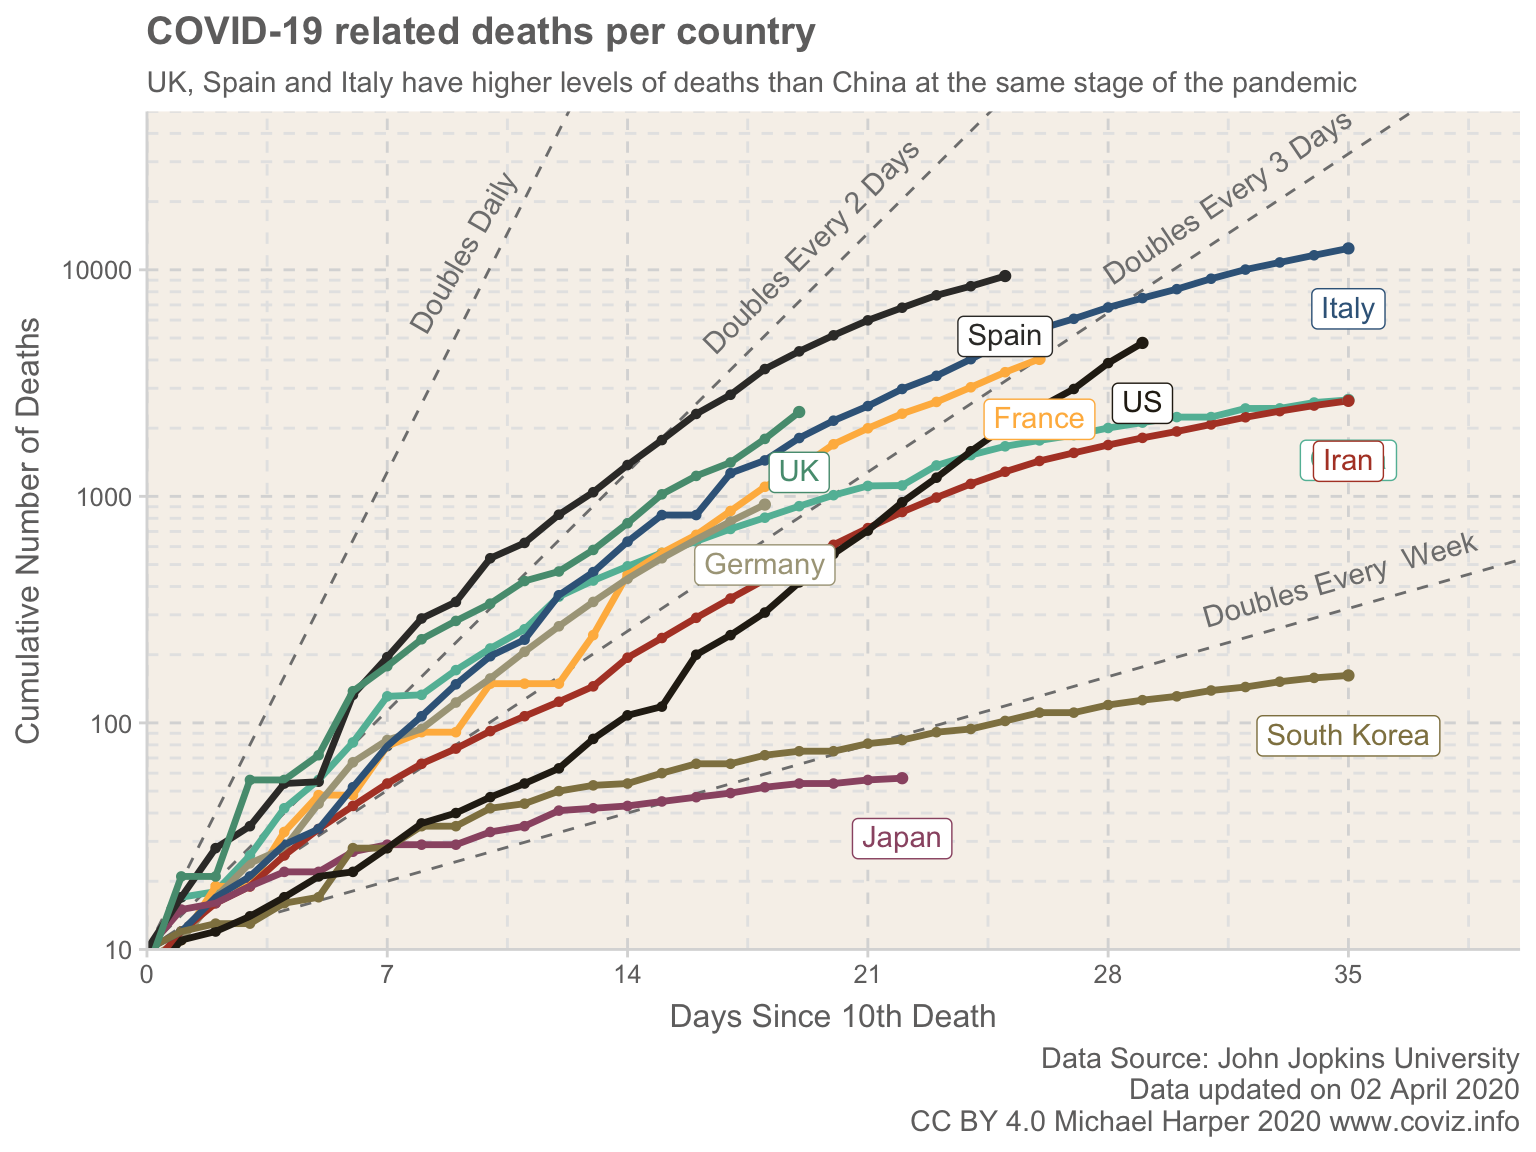 COVID-19 related deaths per country
UK, Spain and Italy have higher levels of deaths than China at the same stage of the pandemic
Cumulative Number of Deaths
10000
1000
100
10
Doubles Daily
Doubles Every 2 Days
Doubles Every 3 Days
Doubles Every Week
Italy
Spain
US
France
UK
Iran
Germany
South Korea
Japan
0
7
14
21
28
35
Days Since 10th Death
Data Source: John Jopkins University
Data updated on 02 April 2020
CC BY 4.0 Michael Harper 2020 www.coviz.info